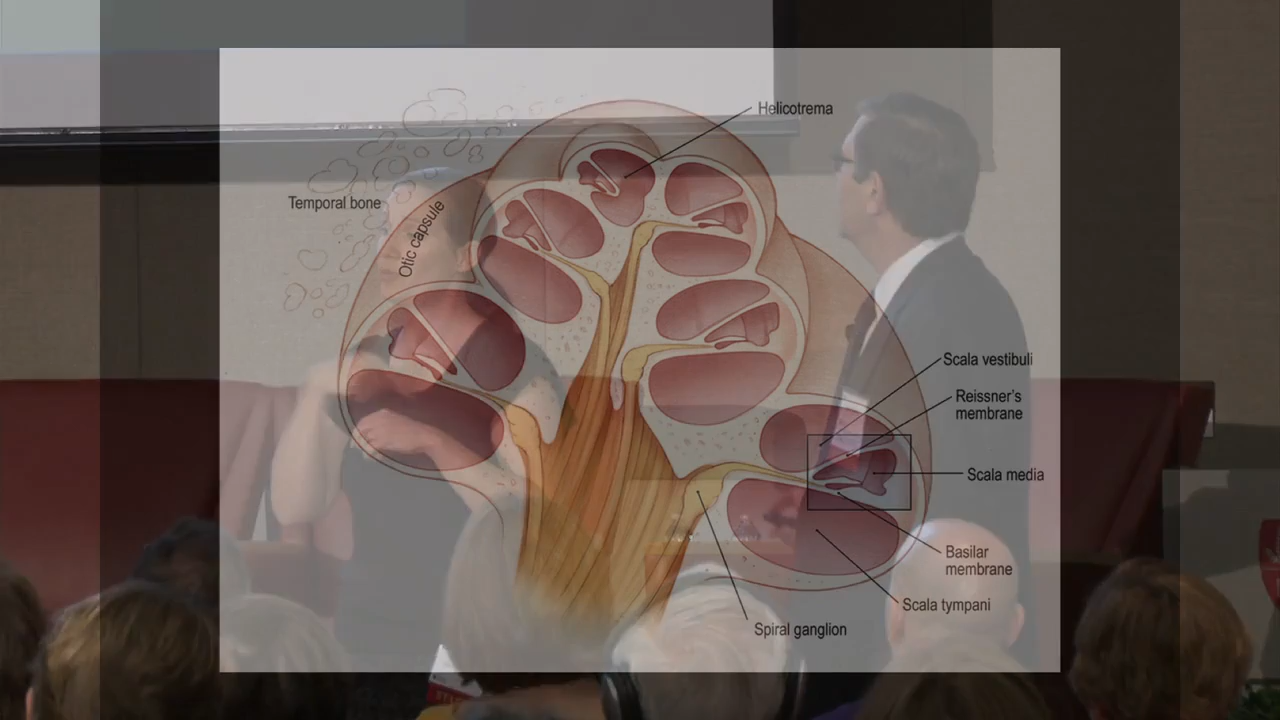 Helicotrema
Temporal bone
Otic capsule
Scala vestibuli
Reissner's
membrane
Scala media
Basilar
membrane
Scala tympani
Spiral ganglion